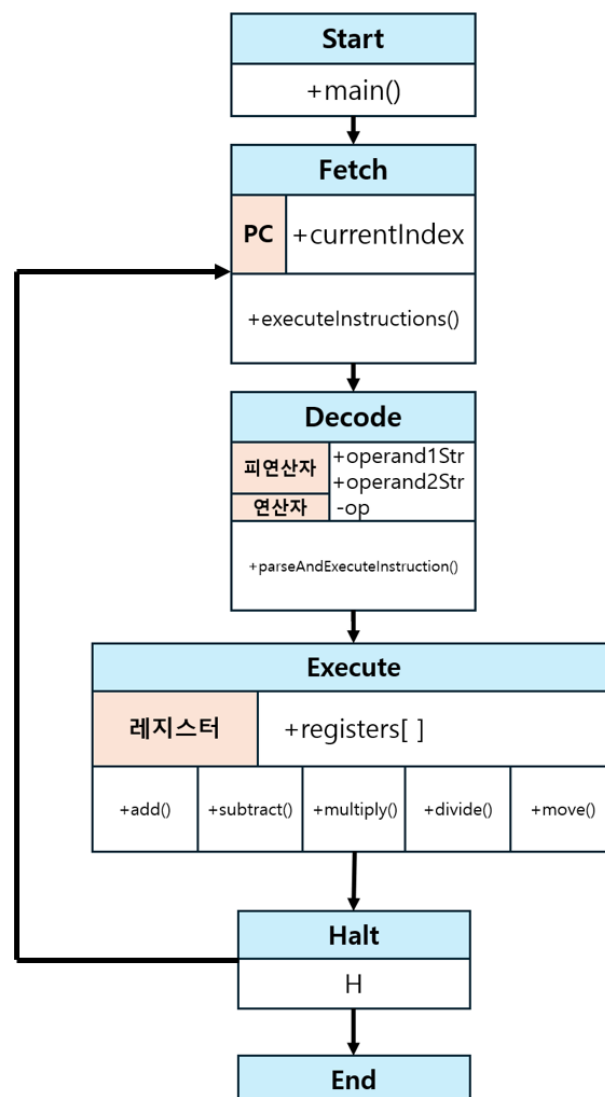 Start
+main()
Fetch
PC
+currentIndex
+executeInstructions()
Decode
피연산자
+operand1Str
+operand2Str
연산자
-op
+parseAndExecuteInstruction()
Execute
레지스터
+registers[ ]
+add()
+subtract()
+multiply()
+divide()
+move()
Halt
H
End